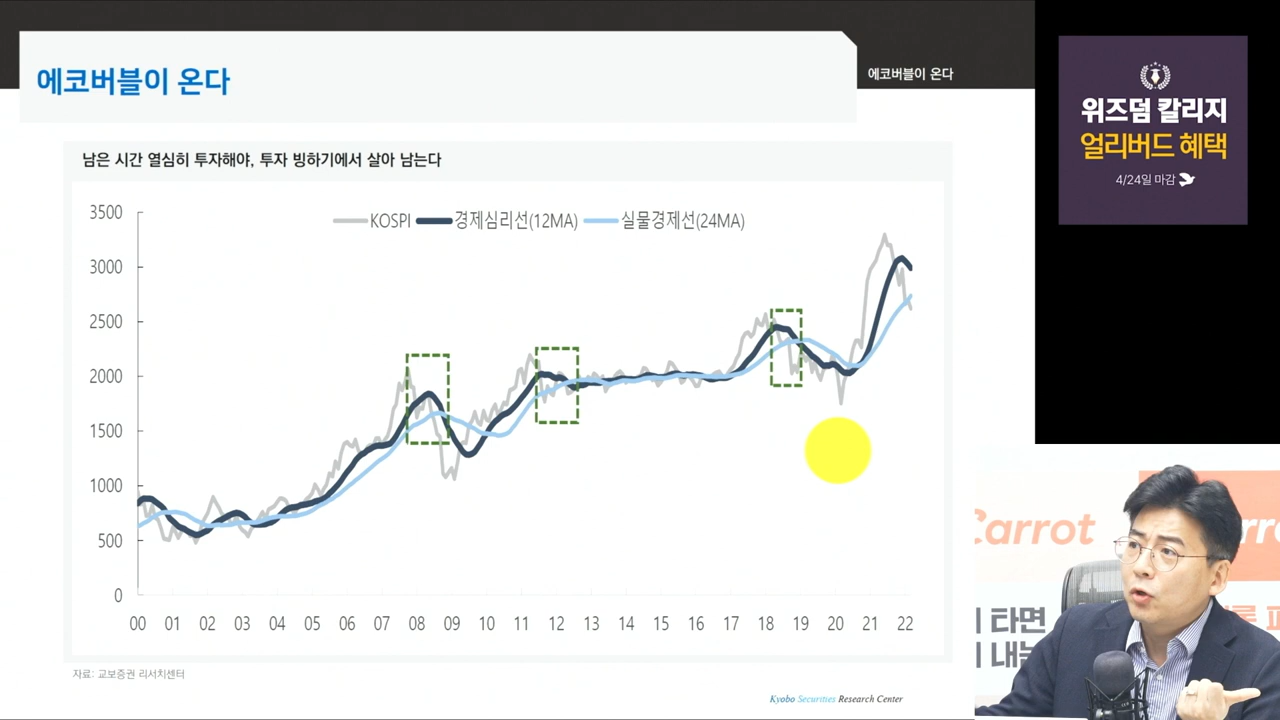 에코버블이 온다
에코버블이 온다
위즈덤 칼리지
얼리버드 혜택
4/24일 마감
남은 시간 열심히 투자해야, 투자 빙하기에서 살아 남는다
KOSPI 경제심리선(12MA) 실물경제선(24MA)
3500
3000
2500
2000
1500
1000
500
0
00 01 02 03 04 05 06 07 08 09 10 11 12 13 14 15 16 17 18 19 20 21 22
자료: 교보증권 리서치센터
Kyobo Securities Research Center
Carrot
타면